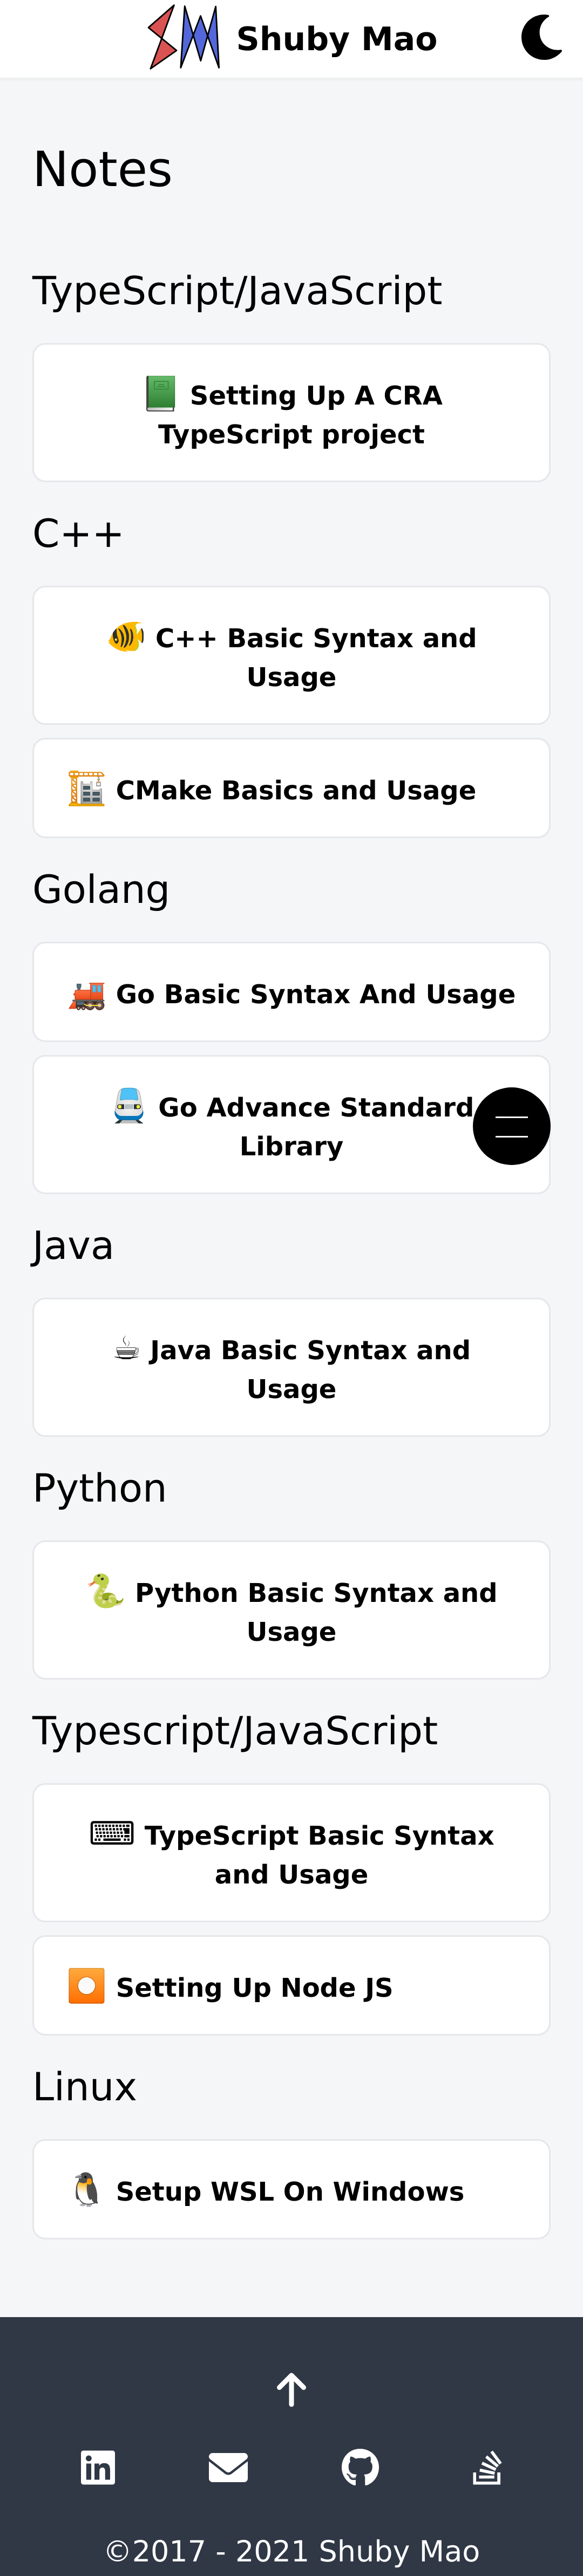 Shuby Mao
Notes
TypeScript/JavaScript
📗 Setting Up A CRA
TypeScript project
C++
🐠 C++ Basic Syntax and
Usage
🏗 CMake Basics and Usage
Golang
🚂 Go Basic Syntax And Usage
🚆 Go Advance Standard
Library
Java
☕ Java Basic Syntax and
Usage
Python
🐍 Python Basic Syntax and
Usage
Typescript/JavaScript
⌨ TypeScript Basic Syntax
and Usage
⏺ Setting Up Node JS
Linux
🐧 Setup WSL On Windows
©2017 - 2021 Shuby Mao